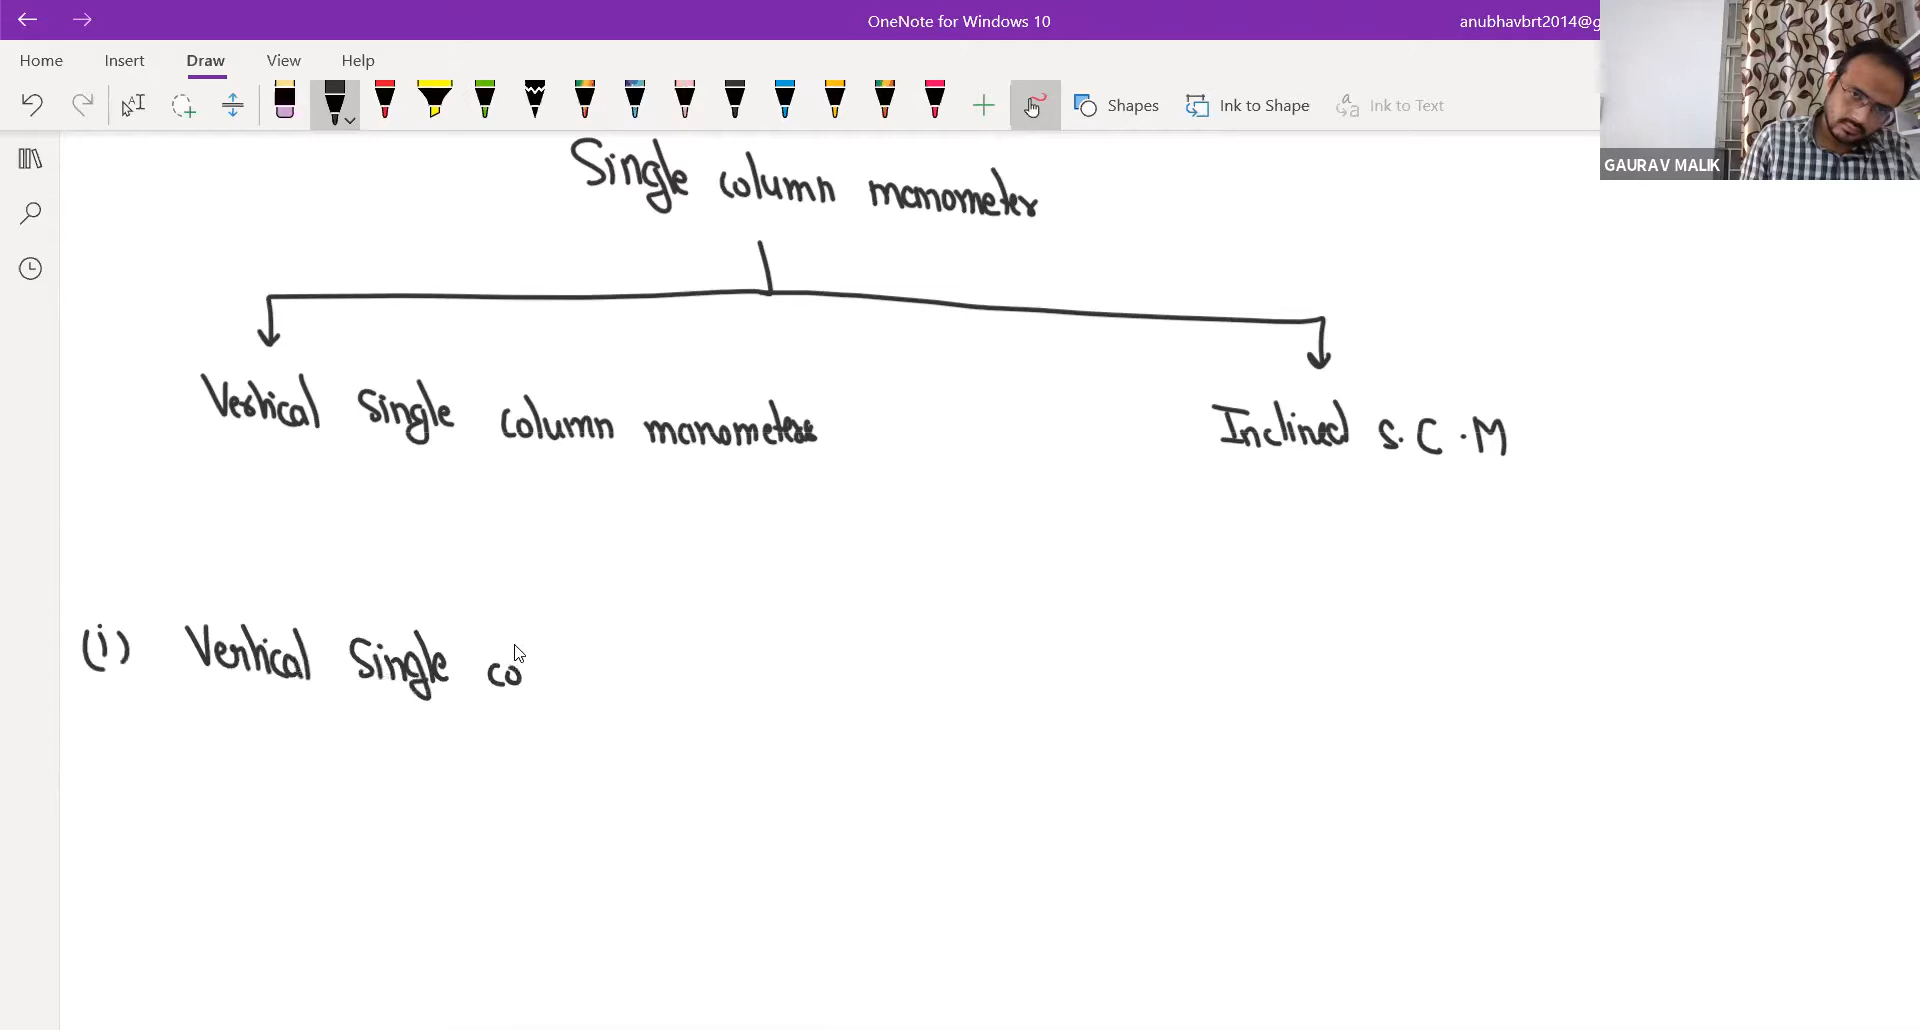 OneNote for Windows 10
anubhavbrt2014@g
Home Insert Draw View Help
Shapes Ink to Shape Ink to Text
GAURAV MALIK
Single column manometer
Vertical Single column manometer
Inclined S.C.M
(i) Vertical Single co